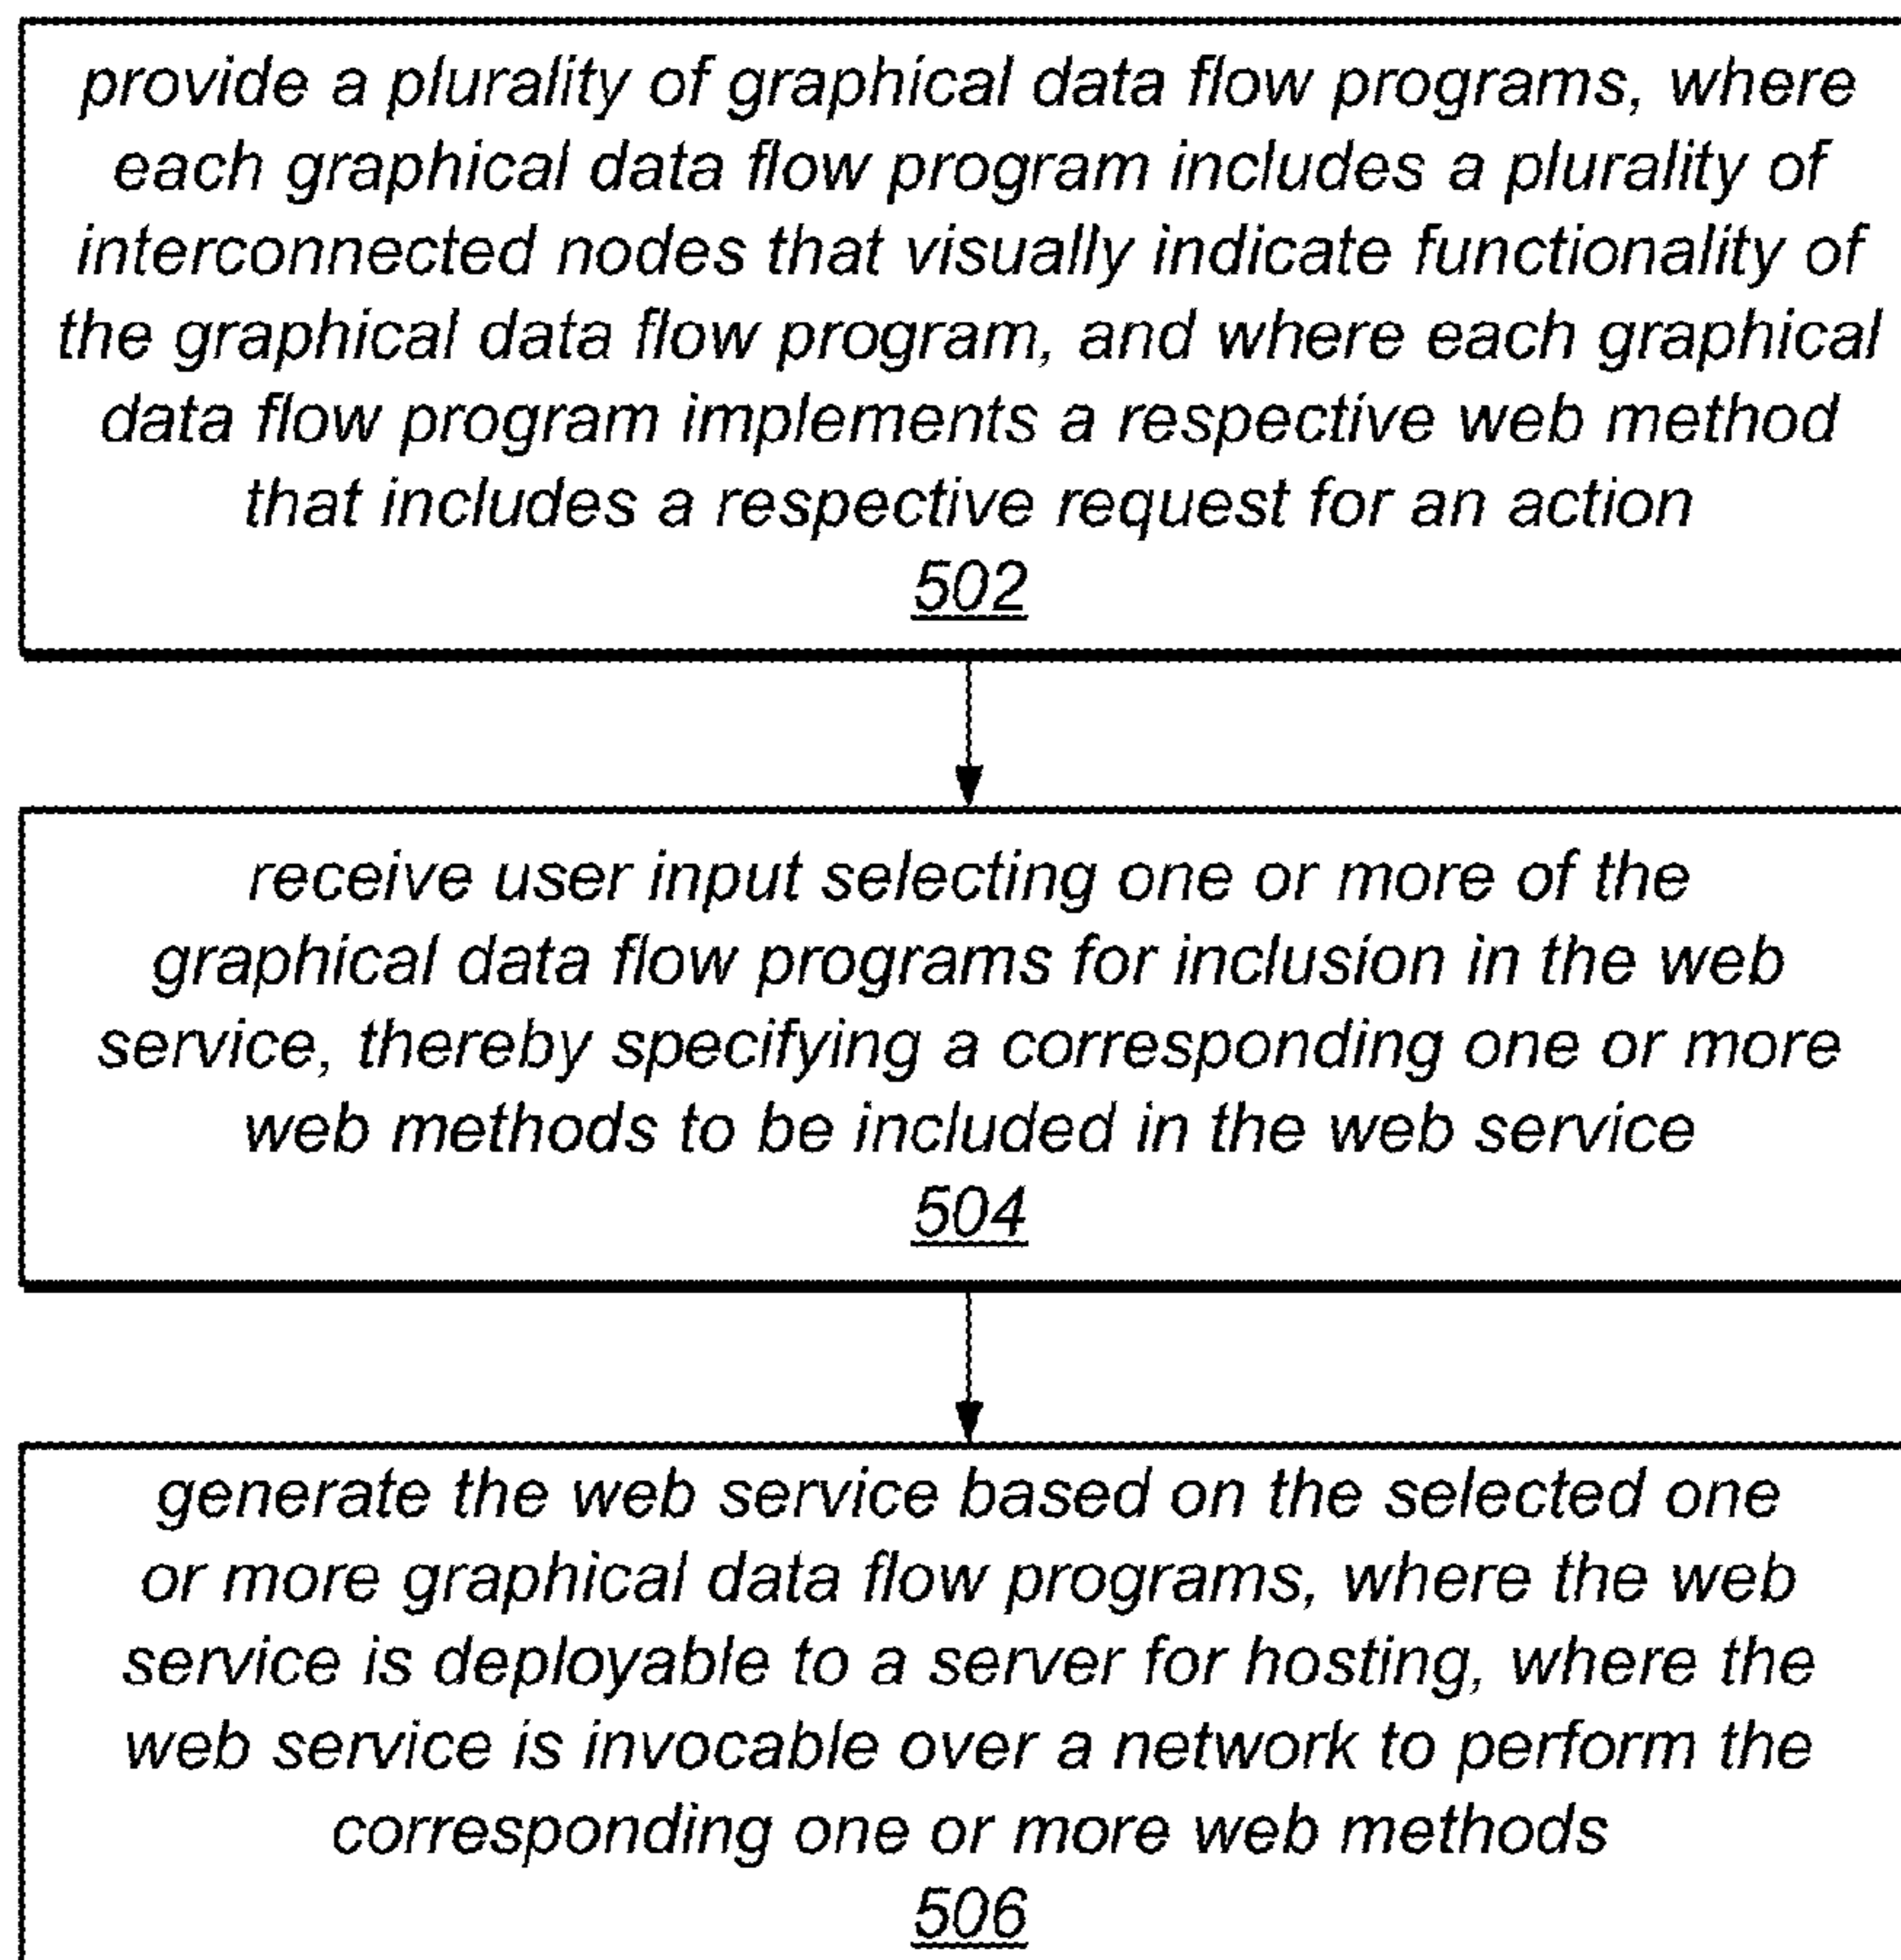 provide a plurality of graphical data flow programs, where
each graphical data flow program includes a plurality of
interconnected nodes that visually indicate functionality of
the graphical data flow program, and where each graphical
data flow program implements a respective web method
that includes a respective request for an action
502
receive user input selecting one or more of the
graphical data flow programs for inclusion in the web
service, thereby specifying a corresponding one or more
web methods to be included in the web service
504
generate the web service based on the selected one
or more graphical data flow programs, where the web
service is deployable to a server for hosting, where the
web service is invocable over a network to perform the
corresponding one or more web methods
506